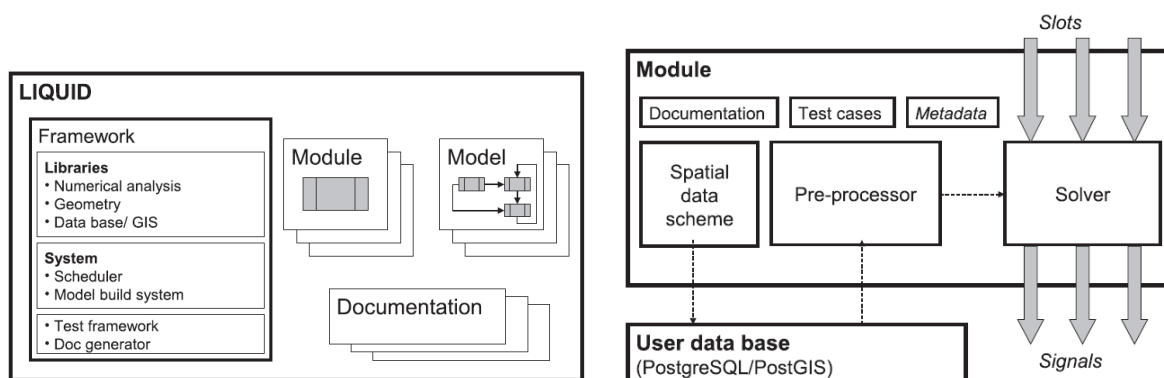 LIQUID
Framework
Libraries
• Numerical analysis
• Geometry
• Data base/ GIS
System
• Scheduler
• Model build system
• Test framework
• Doc generator
Module
Model
Documentation
Slots
Module
Documentation
Test cases
Metadata
Spatial
data
scheme
Pre-processor
Solver
User data base
(PostgreSQL/PostGIS)
Signals